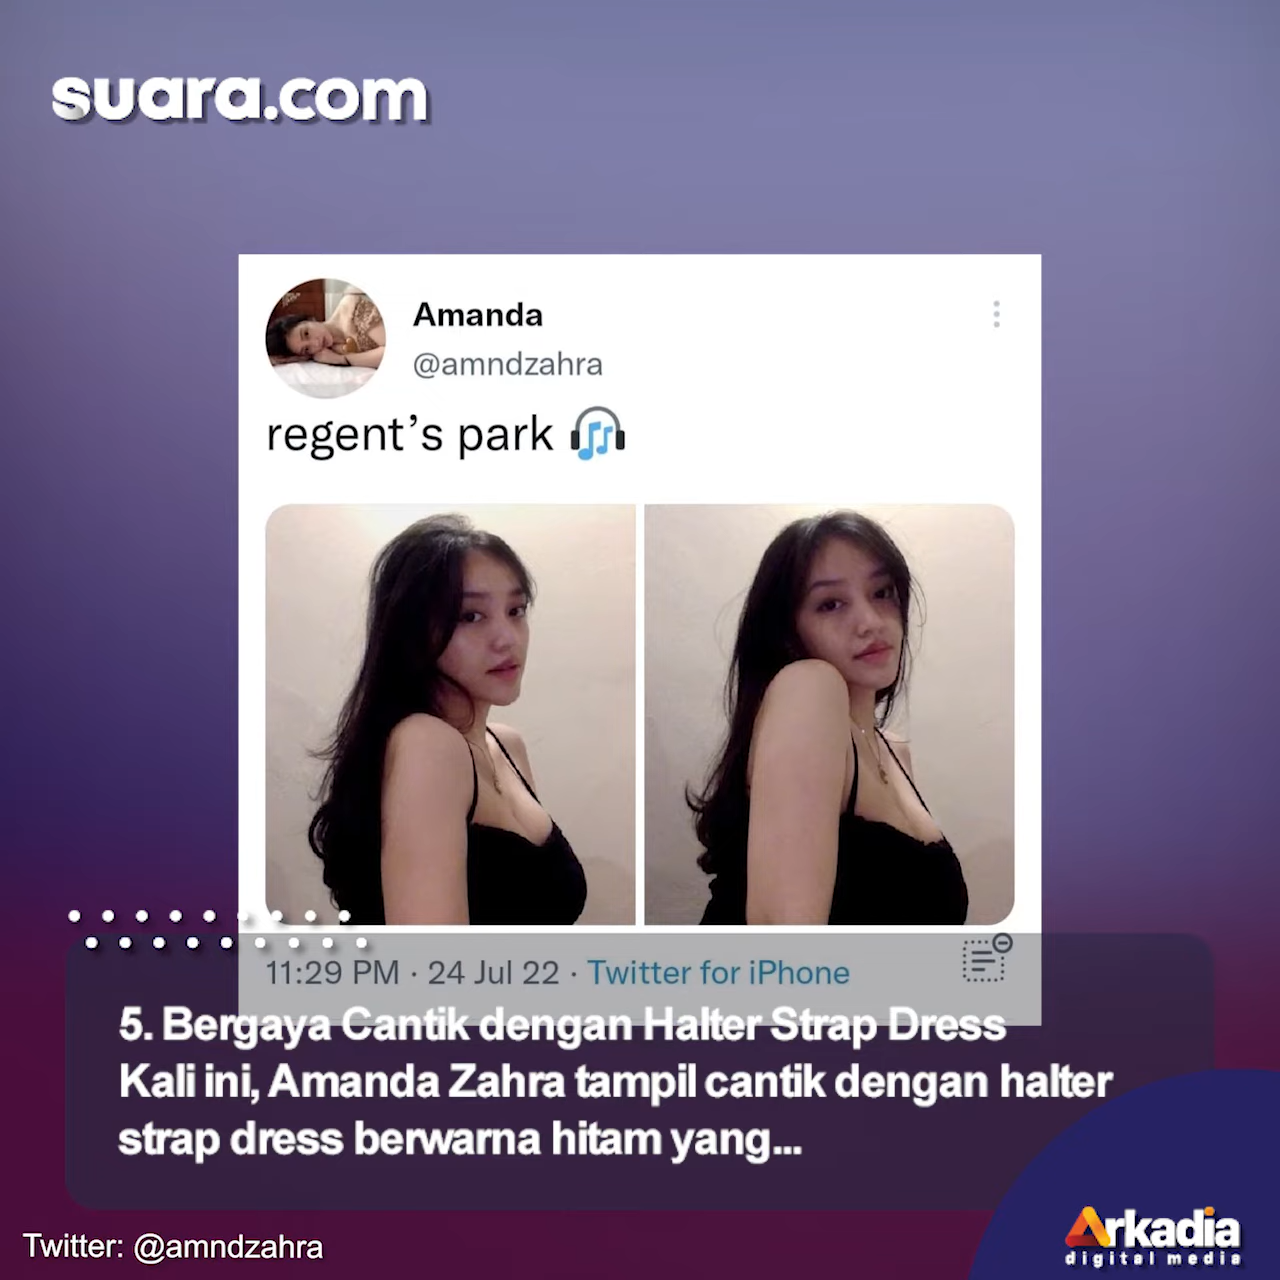 suara.com
Amanda
@amndzahra
regent's park
11:29 PM · 24 Jul 22 · Twitter for iPhone
5. Bergaya Cantik dengan Halter Strap Dress
Kali ini, Amanda Zahra tampil cantik dengan halter
strap dress berwarna hitam yang...
Twitter: @amndzahra
Arkadia
digital media